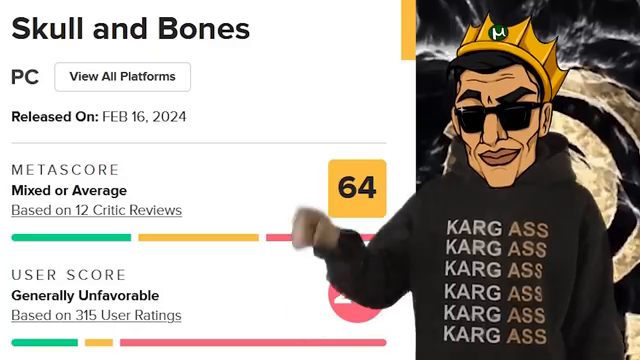 Skull and Bones
PC View All Platforms
Released On: FEB 16, 2024
METASCORE
Mixed or Average
Based on 12 Critic Reviews
64
USER SCORE
Generally Unfavorable
Based on 315 User Ratings
KARG ASS
KARG ASS
KARG ASS
KARG ASS
KARG ASS
KARG ASS
µ